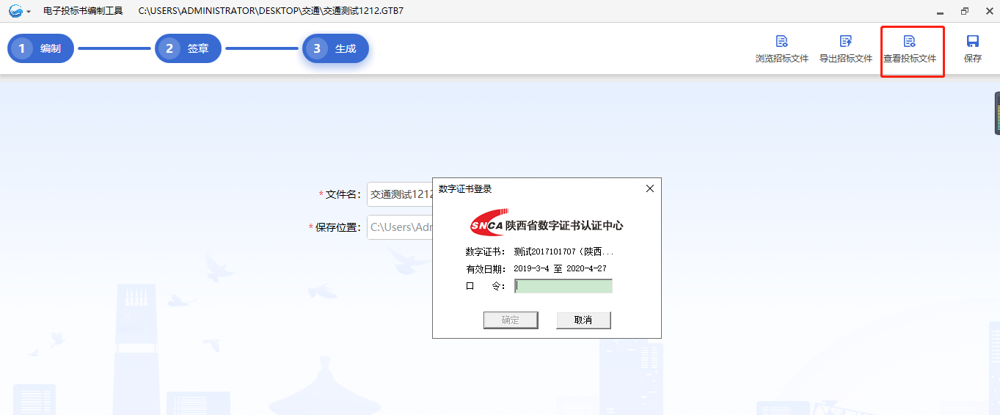 电子投标书编制工具 C:\USERS\ADMINISTRATOR\DESKTOP\交通\交通测试1212.GTB7
1 编制 2 签章 3 生成
浏览招标文件 导出招标文件 查看投标文件 保存
数字证书登录
*文件名： 交通测试1212
SNCA 陕西省数字证书认证中心
*保存位置： C:\Users\Adr
数字证书： 测试2017101707（陕西...
有效日期： 2019-3-4 至 2020-4-27
口 令：
确定 取消